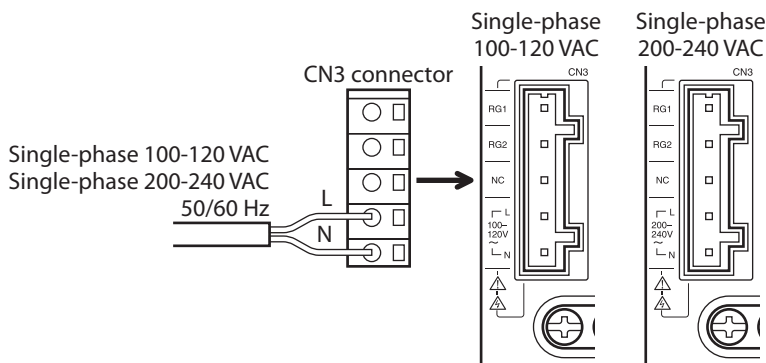 Single-phase
100-120 VAC
Single-phase
200-240 VAC
CN3 connector
Single-phase 100-120 VAC
Single-phase 200-240 VAC
50/60 Hz
L
N
CN3
RG1
RG2
NC
L
100-
120V
~
N
CN3
RG1
RG2
NC
L
200-
240V
~
N